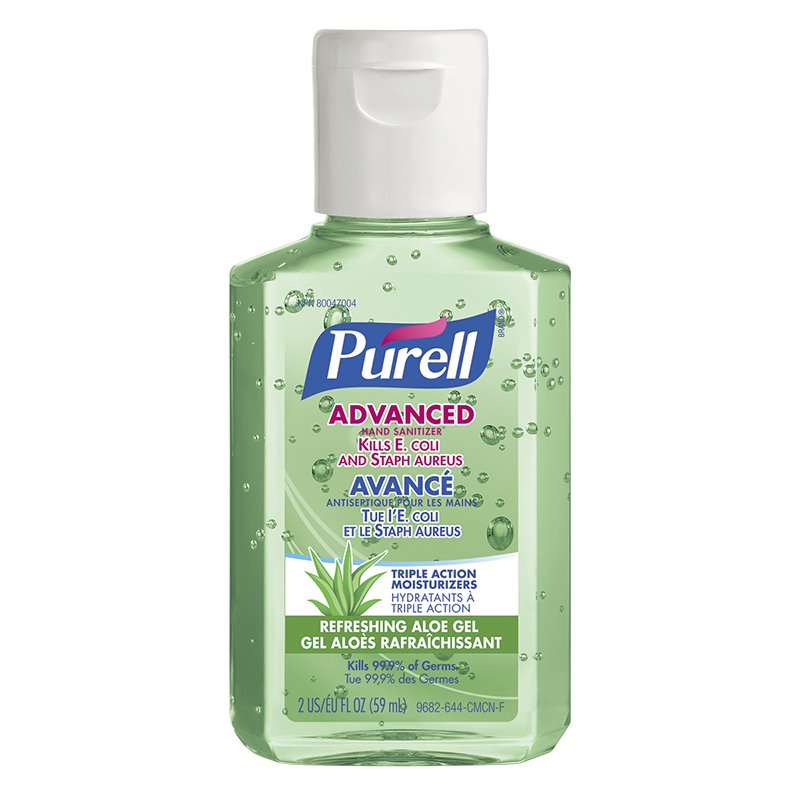 NPN 80047004
BRAND®
Purell
ADVANCED
HAND SANITIZER
KILLS E. COLI
AND STAPH AUREUS
AVANCÉ
ANTISEPTIQUE POUR LES MAINS
TUE l'E. COLI
ET LE STAPH AUREUS
TRIPLE ACTION
MOISTURIZERS
HYDRATANTS À
TRIPLE ACTION
REFRESHING ALOE GEL
GEL ALOÈS RAFRAÎCHISSANT
Kills 99.9% of Germs.
Tue 99,9% des Germes
2 US/ÉU FL OZ (59 mL) 9682-644-CMCN-F